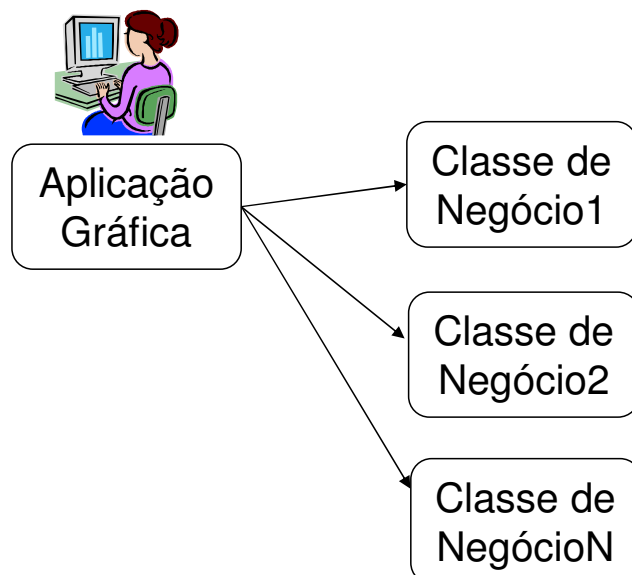 Aplicação
Gráfica
Classe de
Negócio1
Classe de
Negócio2
Classe de
NegócioN